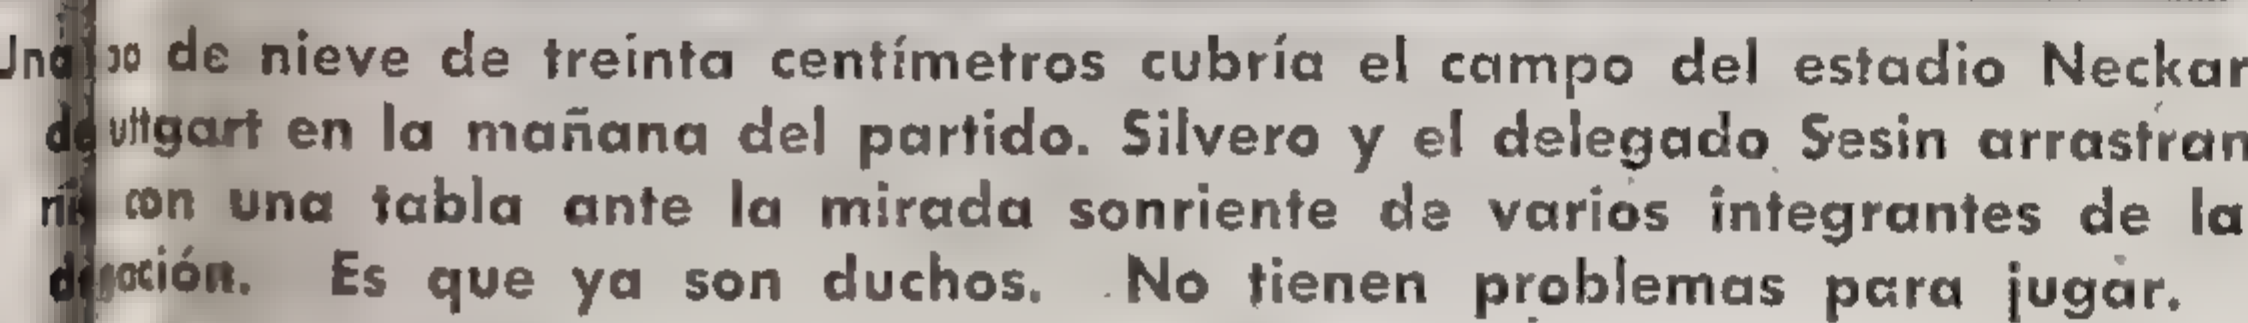 de nieve de treinta centímetros cubría el campo del estadio Neckar
en la mañana del partido. Silvero y el delegado Sesin arrastran
con una tabla ante la mirada sonriente de varios integrantes de la
Es que ya son duchos. No tienen problemas para jugar.